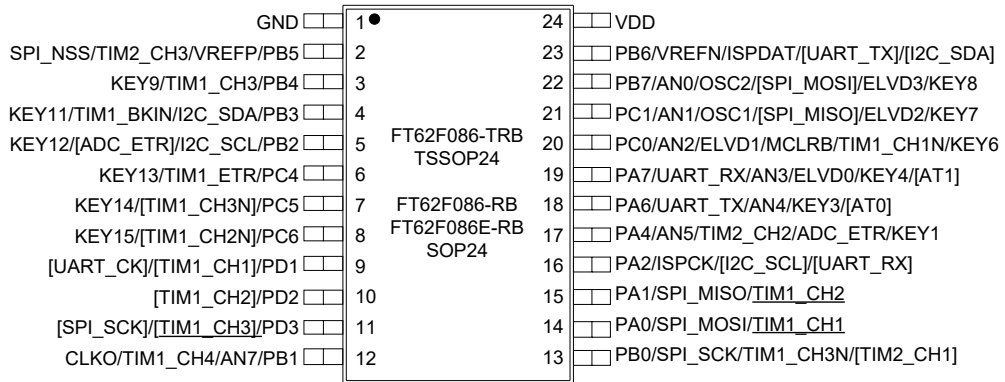 GND 1 24 VDD
SPI_NSS/TIM2_CH3/VREFP/PB5 2 23 PB6/VREFN/ISPDAT/[UART_TX]/[I2C_SDA]
KEY9/TIM1_CH3/PB4 3 22 PB7/AN0/OSC2/[SPI_MOSI]/ELVD3/KEY8
KEY11/TIM1_BKIN/I2C_SDA/PB3 4 21 PC1/AN1/OSC1/[SPI_MISO]/ELVD2/KEY7
KEY12/[ADC_ETR]/I2C_SCL/PB2 5 20 PC0/AN2/ELVD1/MCLRB/TIM1_CH1N/KEY6
FT62F086-TRB
TSSOP24
KEY13/TIM1_ETR/PC4 6 19 PA7/UART_RX/AN3/ELVD0/KEY4/[AT1]
KEY14/[TIM1_CH3N]/PC5 7 FT62F086-RB 18 PA6/UART_TX/AN4/KEY3/[AT0]
FT62F086E-RB
KEY15/[TIM1_CH2N]/PC6 8 SOP24 17 PA4/AN5/TIM2_CH2/ADC_ETR/KEY1
[UART_CK]/[TIM1_CH1]/PD1 9 16 PA2/ISPCK/[I2C_SCL]/[UART_RX]
[TIM1_CH2]/PD2 10 15 PA1/SPI_MISO/TIM1_CH2
[SPI_SCK]/[TIM1_CH3]/PD3 11 14 PA0/SPI_MOSI/TIM1_CH1
CLKO/TIM1_CH4/AN7/PB1 12 13 PB0/SPI_SCK/TIM1_CH3N/[TIM2_CH1]